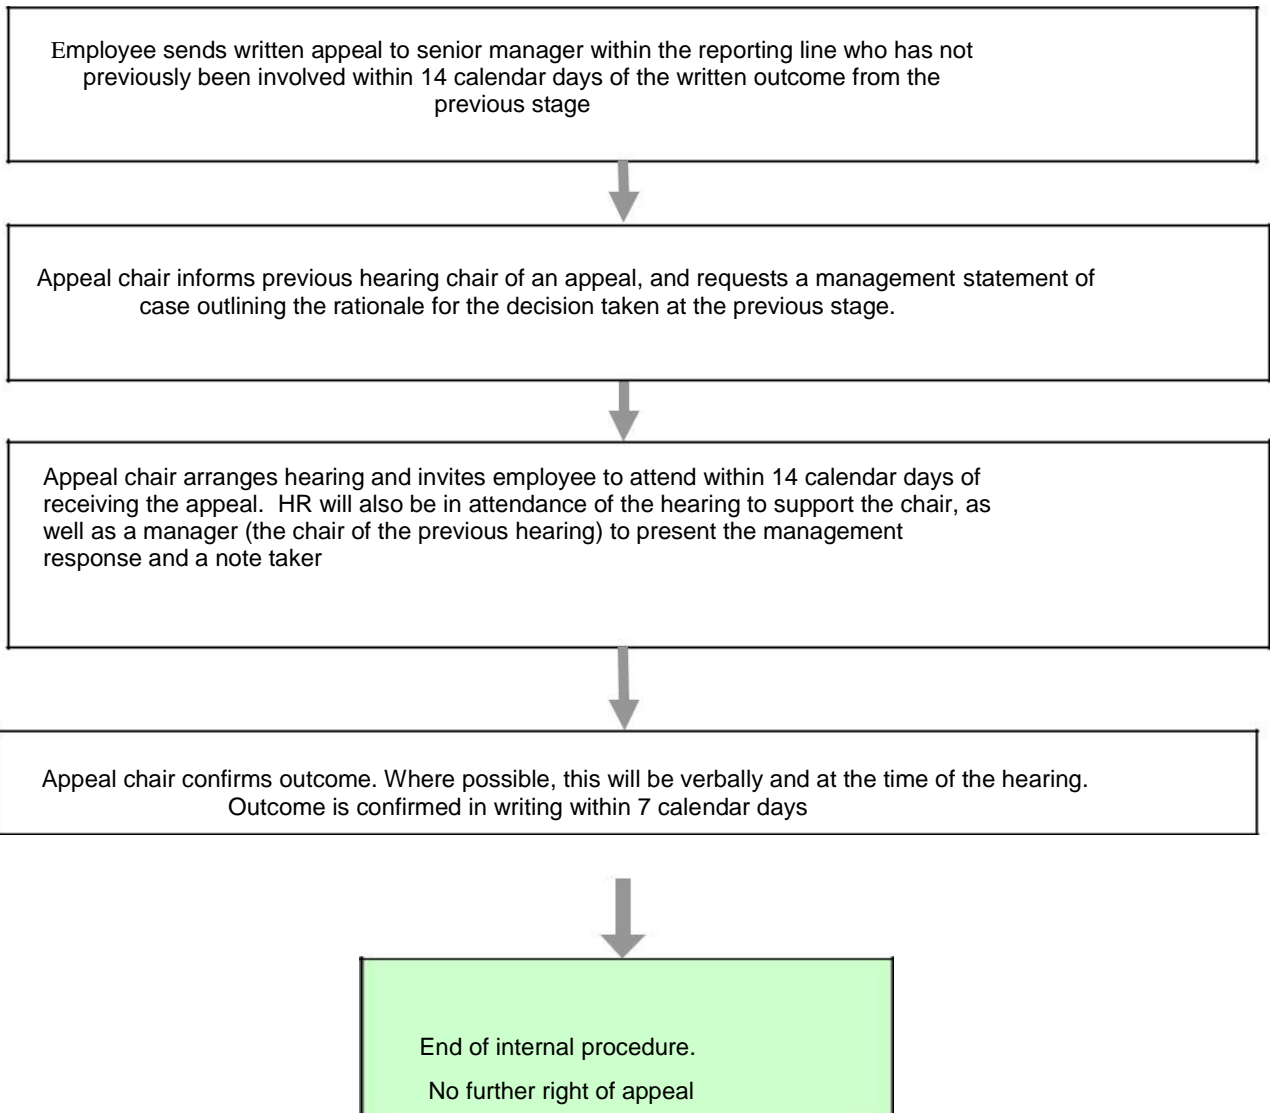 Employee sends written appeal to senior manager within the reporting line who has not
previously been involved within 14 calendar days of the written outcome from the
previous stage
Appeal chair informs previous hearing chair of an appeal, and requests a management statement of
case outlining the rationale for the decision taken at the previous stage.
Appeal chair arranges hearing and invites employee to attend within 14 calendar days of
receiving the appeal.  HR will also be in attendance of the hearing to support the chair, as
well as a manager (the chair of the previous hearing) to present the management
response and a note taker
Appeal chair confirms outcome. Where possible, this will be verbally and at the time of the hearing.
Outcome is confirmed in writing within 7 calendar days
End of internal procedure.
No further right of appeal